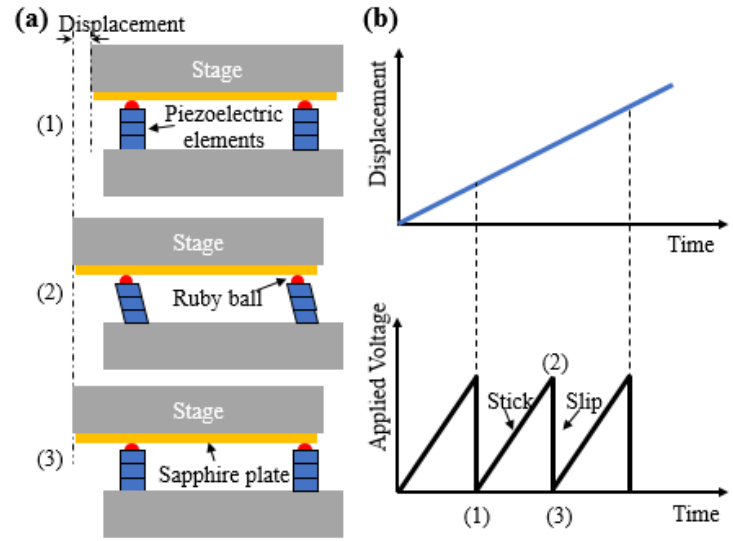 (a)
Displacement
Stage
(1)
Piezoelectric
elements
Stage
(2)
Ruby ball
Stage
(3)
Sapphire plate
(b)
Displacement
Time
Applied Voltage
(2)
Stick
Slip
Time
(1)
(3)